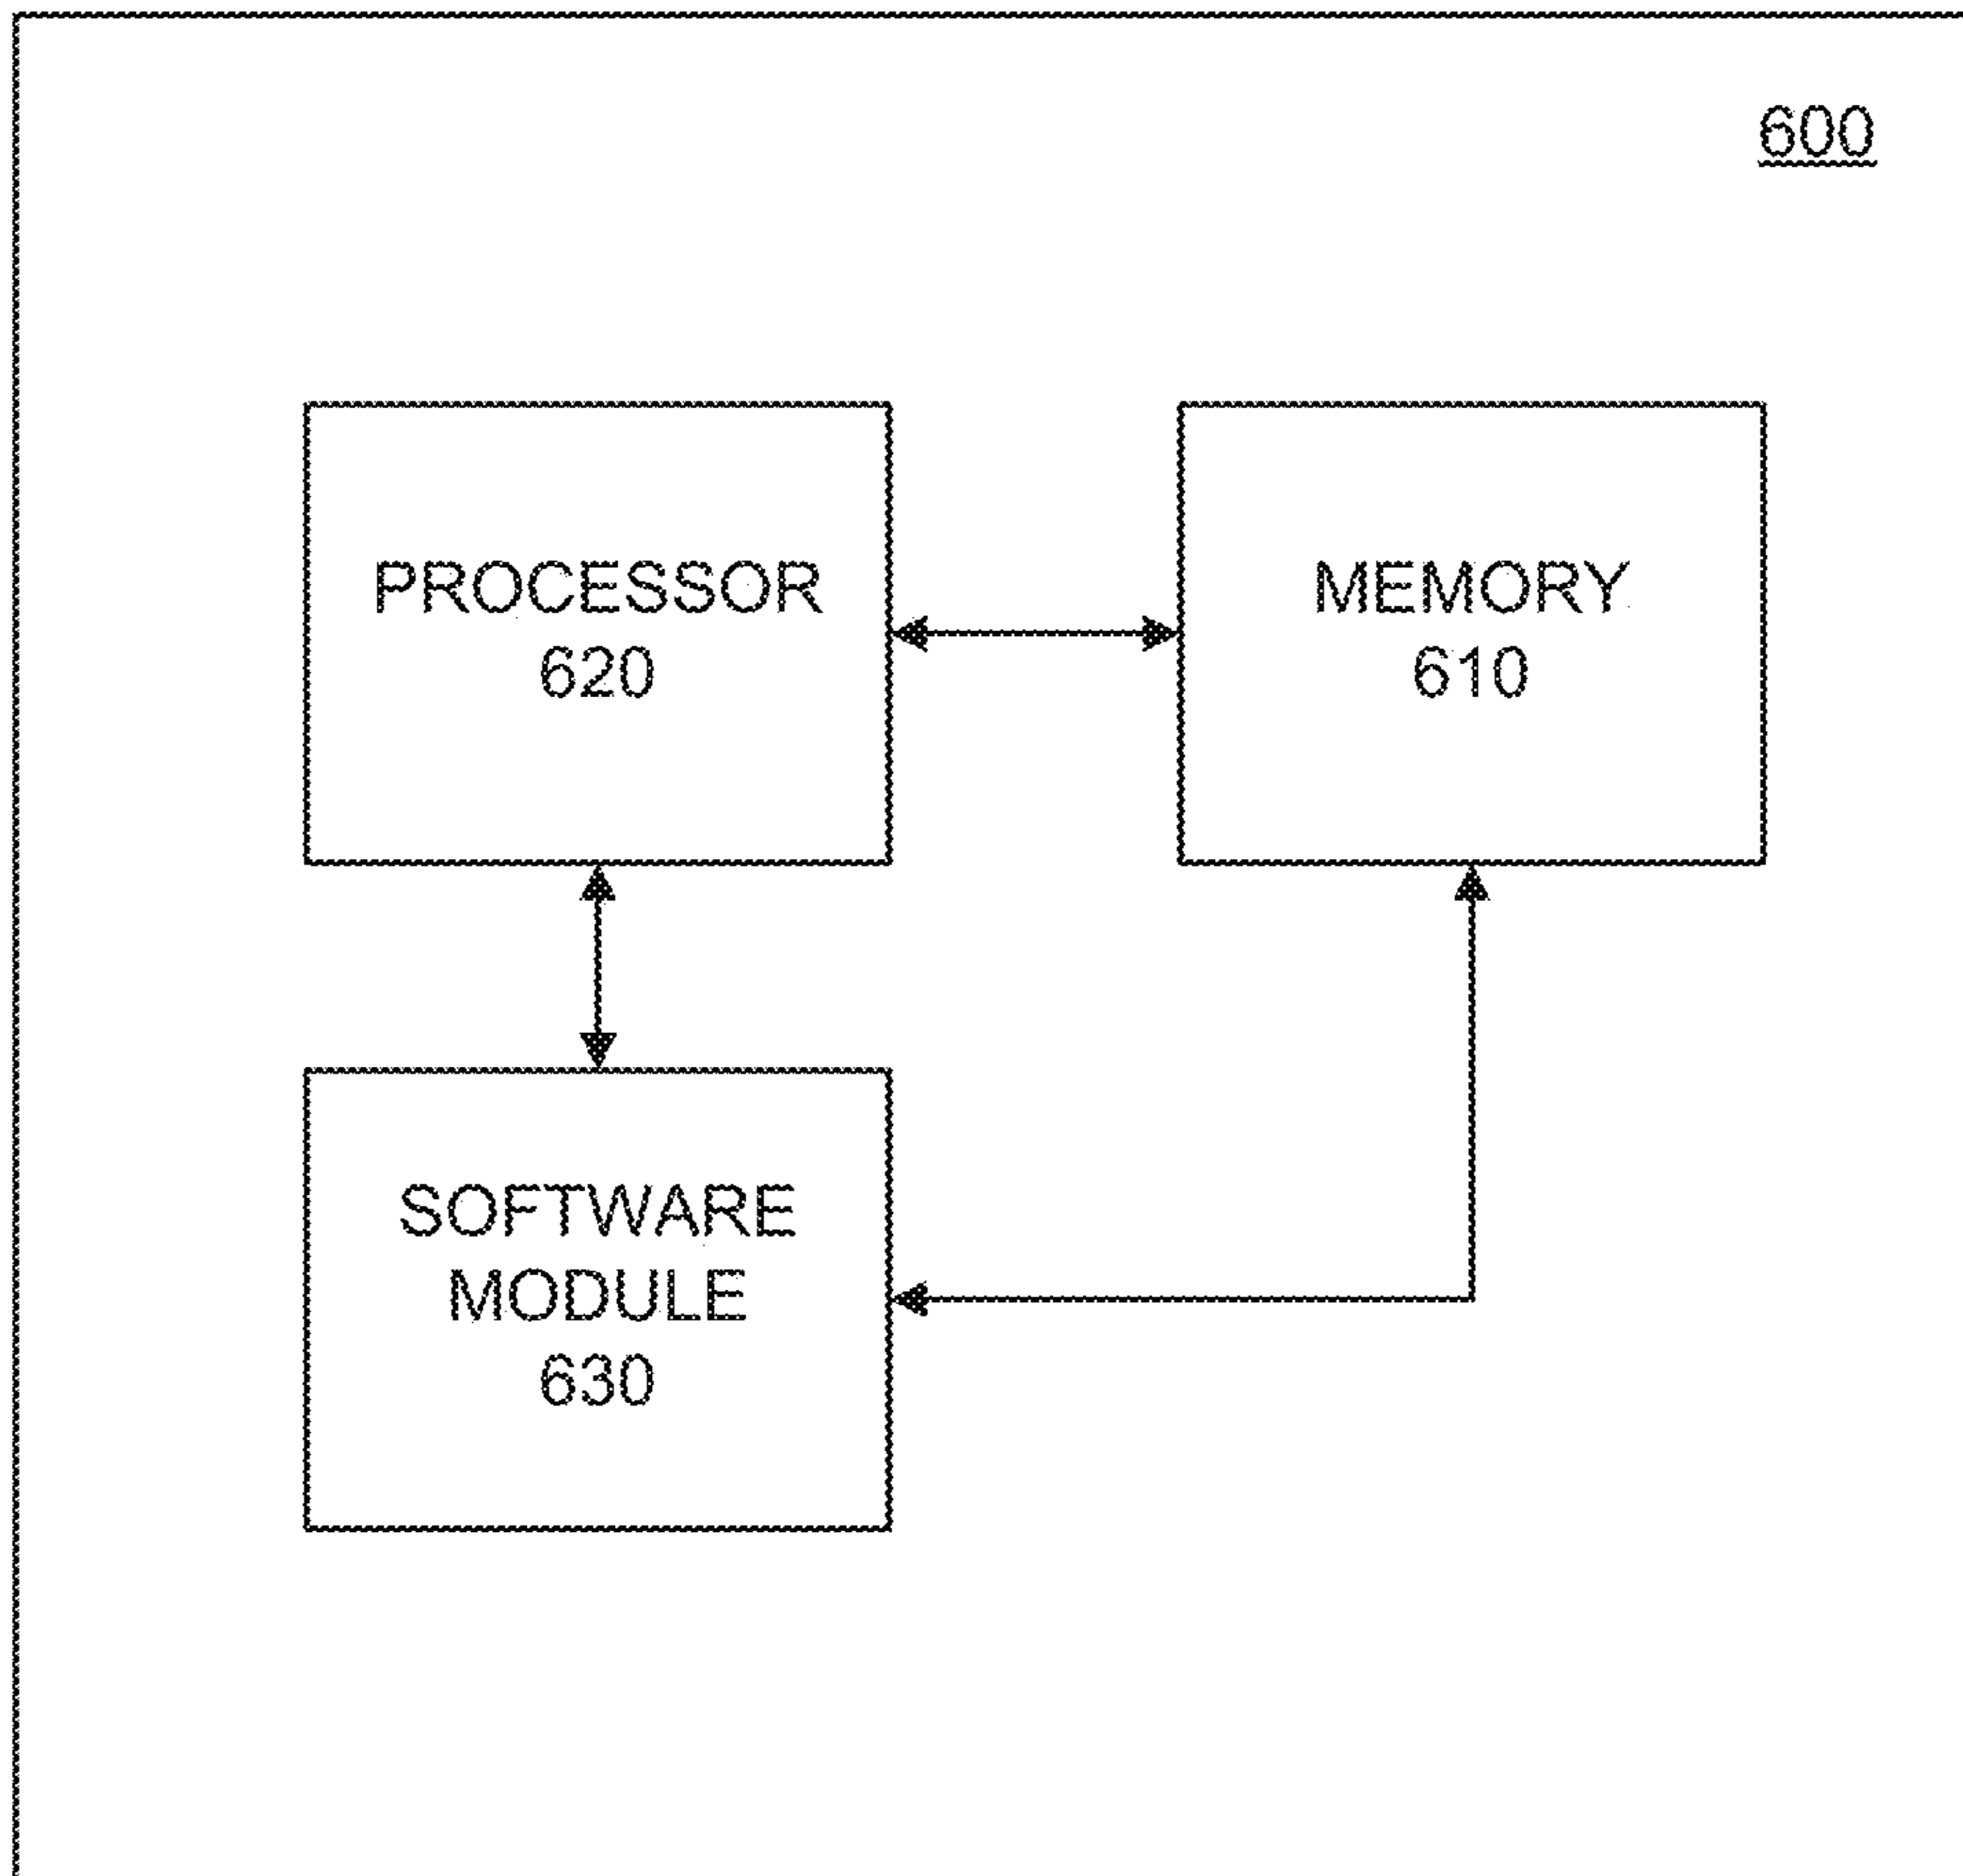 600
PROCESSOR
620
MEMORY
610
SOFTWARE
MODULE
630